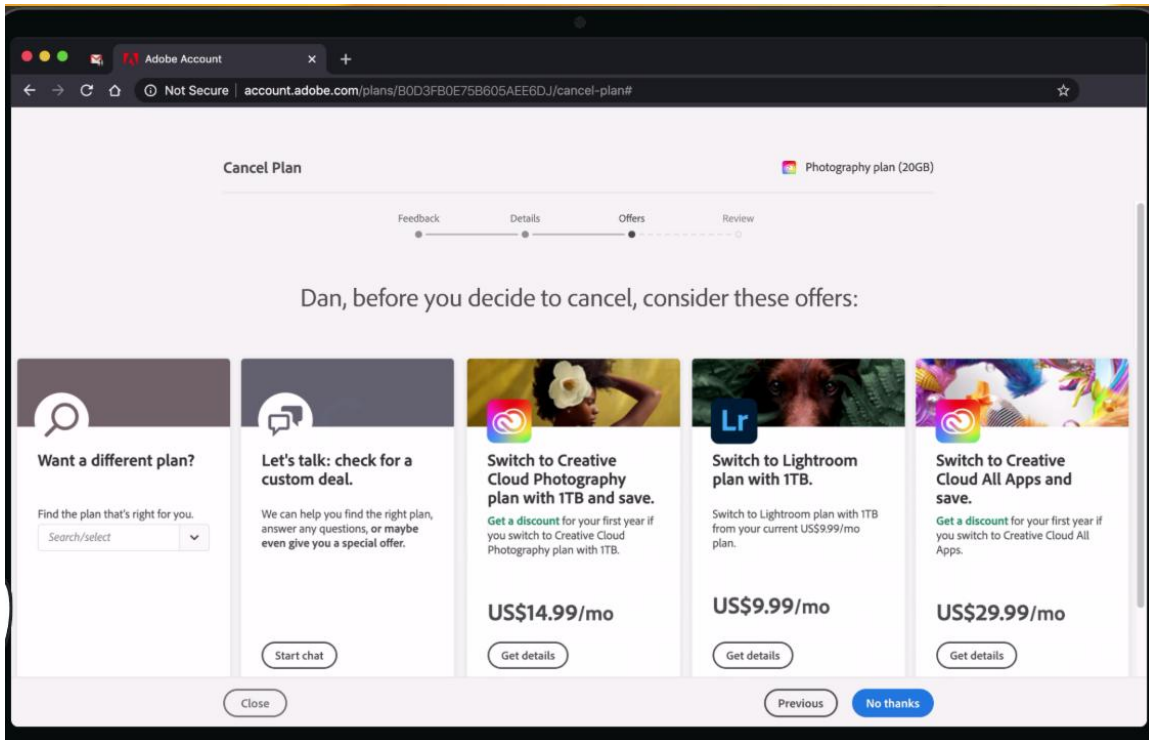 Adobe Account
Not Secure | account.adobe.com/plans/B0D3FB0E75B605AEE6DJ/cancel-plan#
Cancel Plan
Photography plan (20GB)
Feedback
Details
Offers
Review
Dan, before you decide to cancel, consider these offers:
Want a different plan?
Find the plan that's right for you.
Search/select
Let's talk: check for a
custom deal.
We can help you find the right plan,
answer any questions, or maybe
even give you a special offer.
Start chat
Switch to Creative
Cloud Photography
plan with 1TB and save.
Get a discount for your first year if
you switch to Creative Cloud
Photography plan with 1TB.
US$14.99/mo
Get details
Lr
Switch to Lightroom
plan with 1TB.
Switch to Lightroom plan with 1TB
from your current US$9.99/mo
plan.
US$9.99/mo
Get details
Switch to Creative
Cloud All Apps and
save.
Get a discount for your first year if
you switch to Creative Cloud All
Apps.
US$29.99/mo
Get details
Close
Previous
No thanks